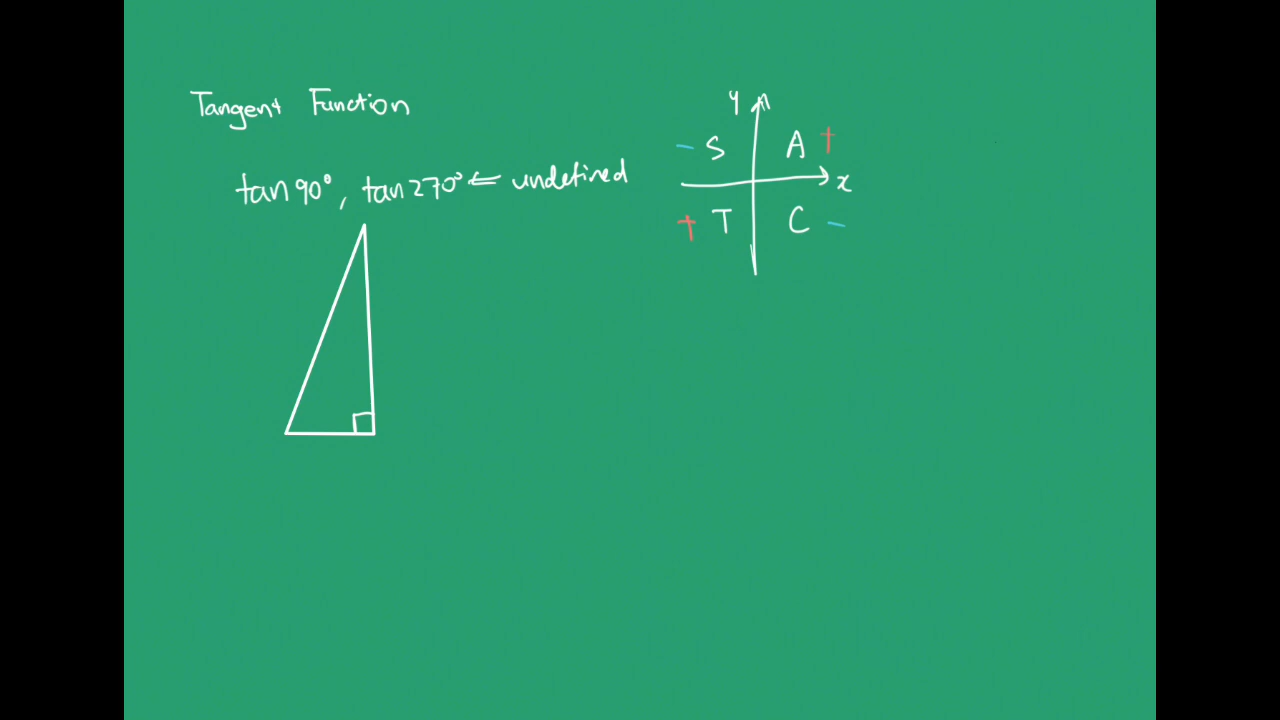 Tangent Function
tan 90°, tan 270° ⇐ undefined
y
− S A +
x
+ T C −